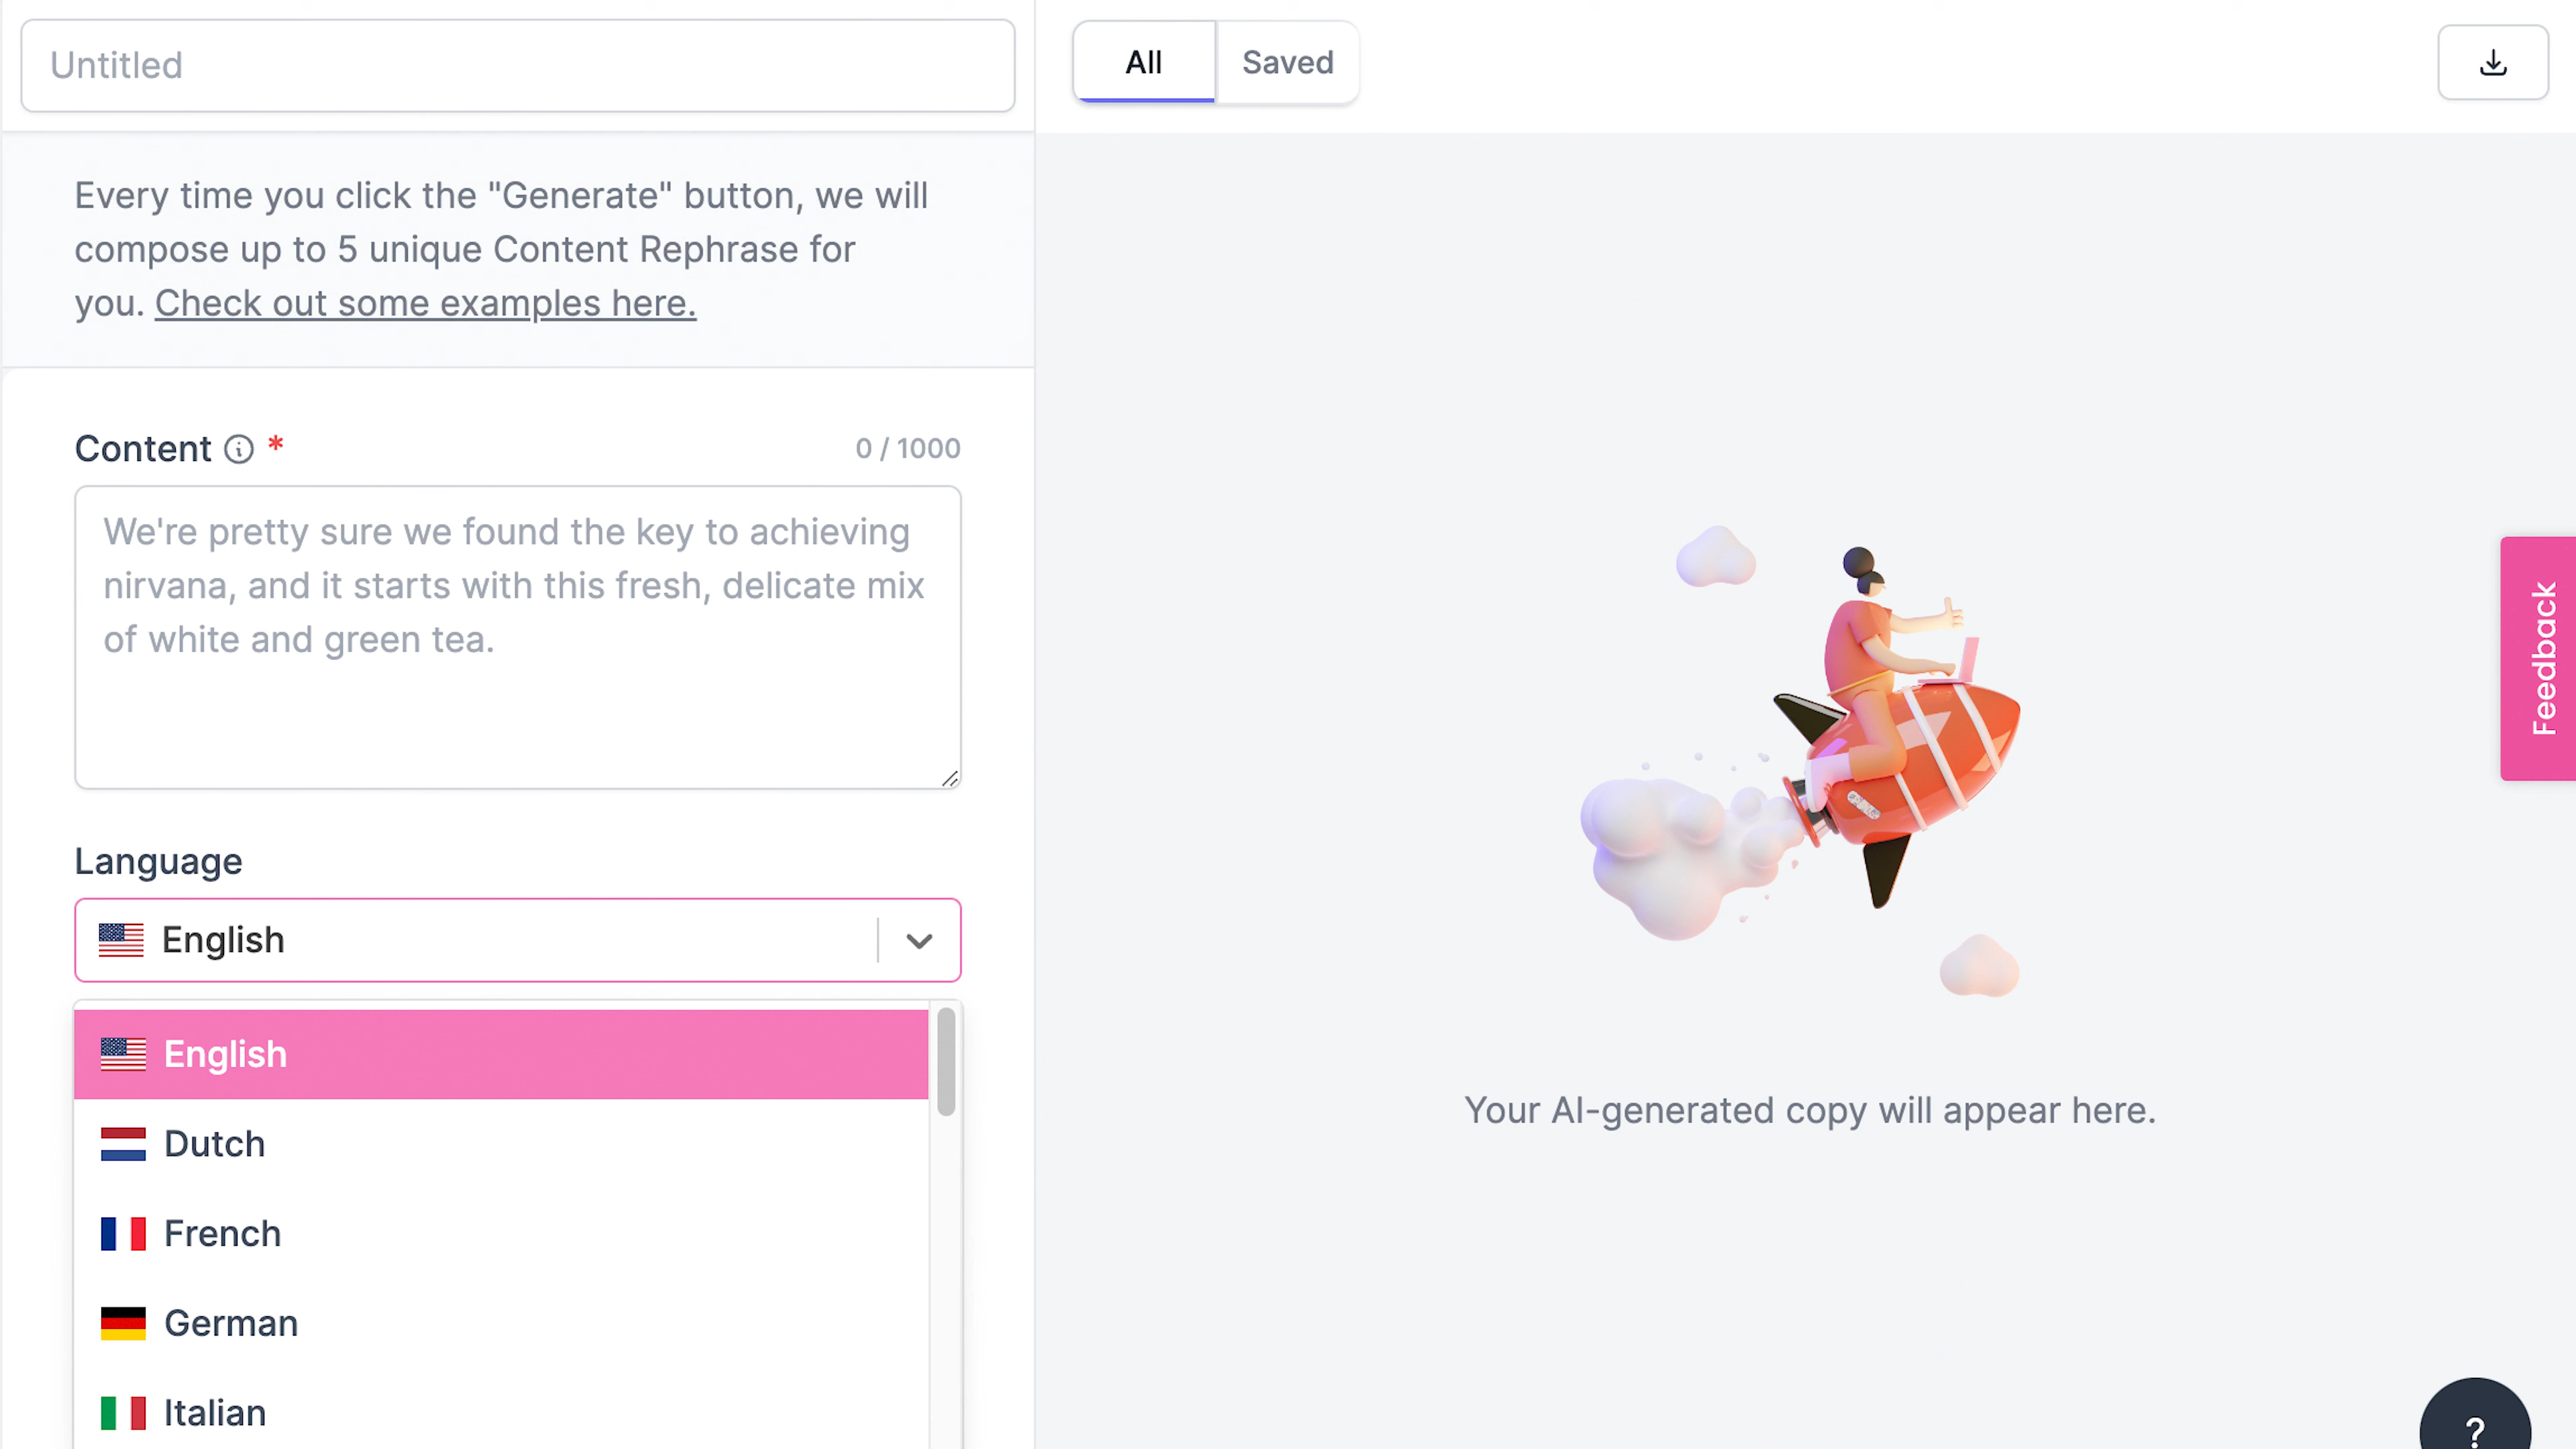 Untitled
All
Saved
Every time you click the "Generate" button, we will
compose up to 5 unique Content Rephrase for
you. Check out some examples here.
Content *
0 / 1000
We're pretty sure we found the key to achieving
nirvana, and it starts with this fresh, delicate mix
of white and green tea.
Language
English
English
Dutch
French
German
Italian
Your AI-generated copy will appear here.
Feedback
?